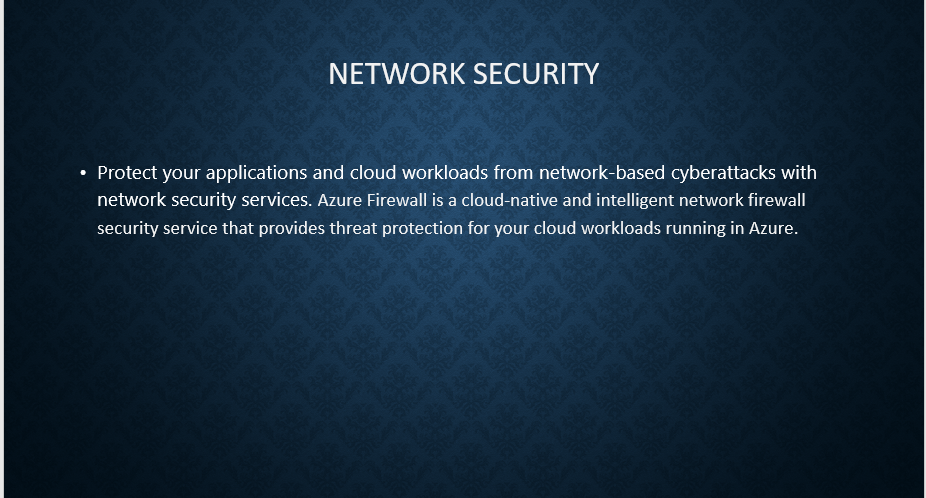 NETWORK SECURITY
• Protect your applications and cloud workloads from network-based cyberattacks with
network security services. Azure Firewall is a cloud-native and intelligent network firewall
security service that provides threat protection for your cloud workloads running in Azure.